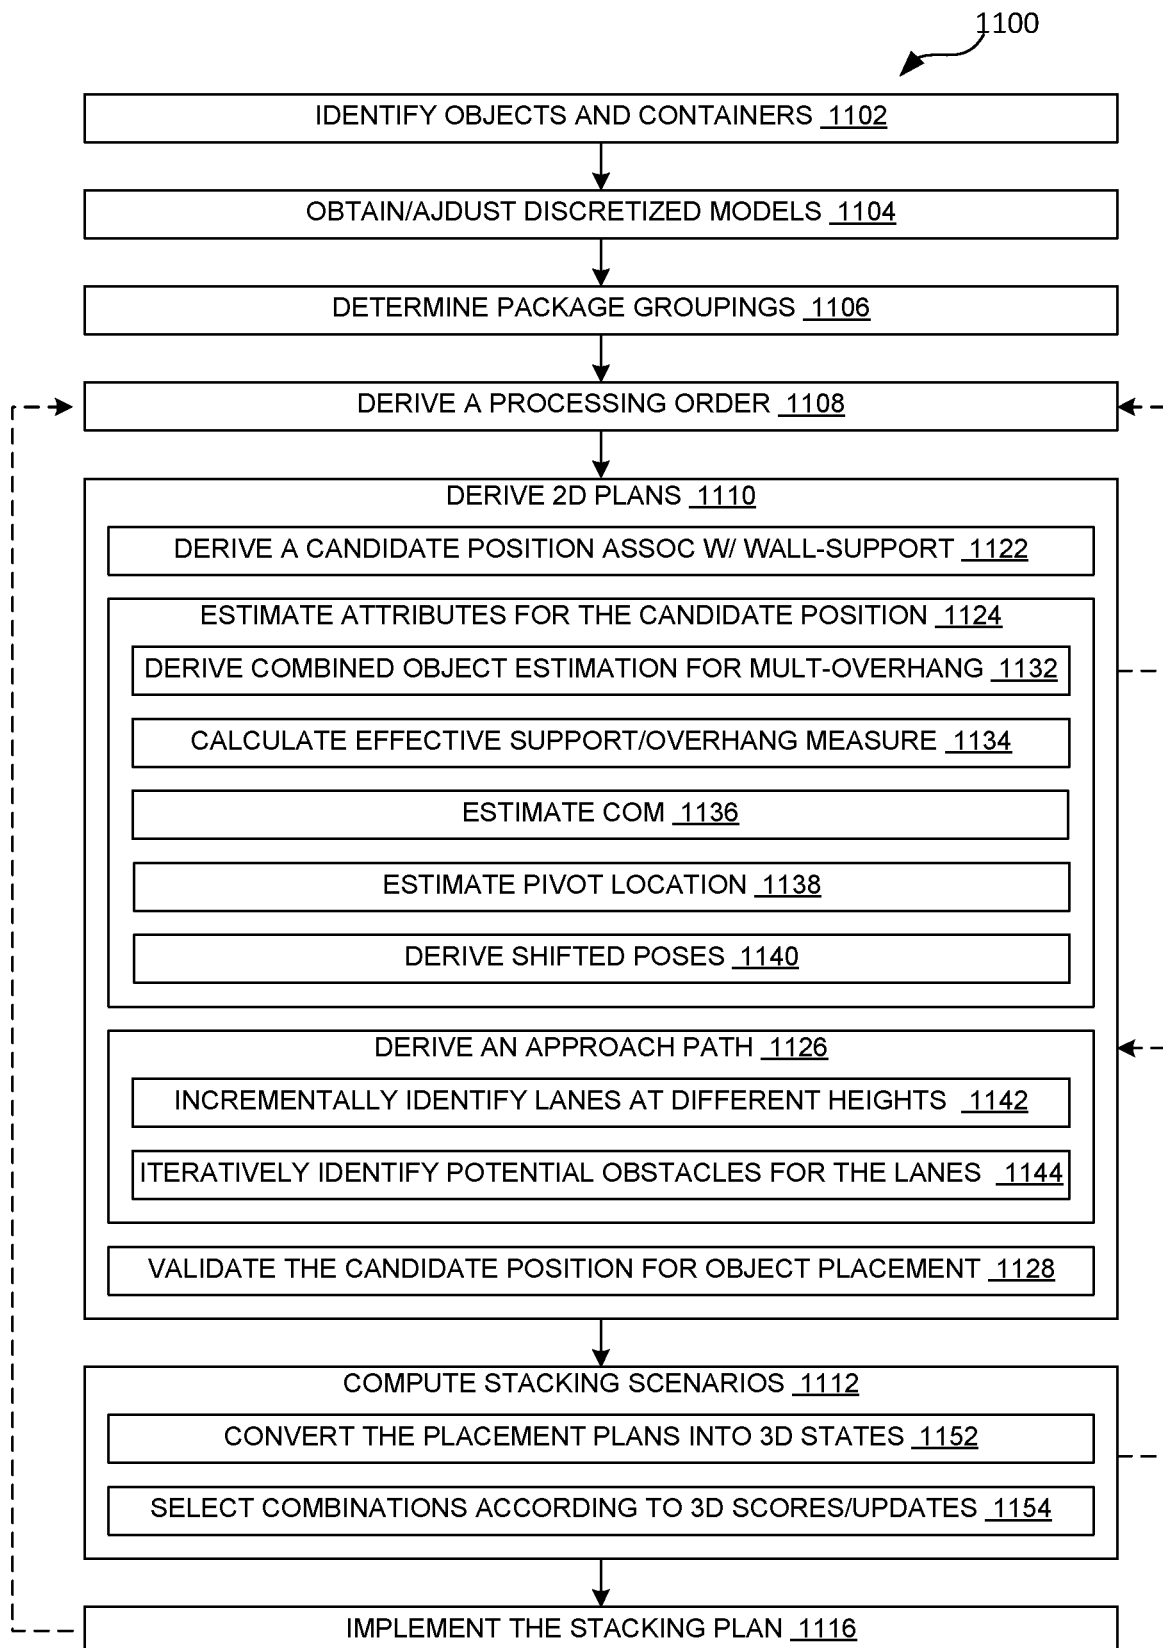 1100
IDENTIFY OBJECTS AND CONTAINERS 1102
OBTAIN/AJDUST DISCRETIZED MODELS 1104
DETERMINE PACKAGE GROUPINGS 1106
DERIVE A PROCESSING ORDER 1108
DERIVE 2D PLANS 1110
DERIVE A CANDIDATE POSITION ASSOC W/ WALL-SUPPORT 1122
ESTIMATE ATTRIBUTES FOR THE CANDIDATE POSITION 1124
DERIVE COMBINED OBJECT ESTIMATION FOR MULT-OVERHANG 1132
CALCULATE EFFECTIVE SUPPORT/OVERHANG MEASURE 1134
ESTIMATE COM 1136
ESTIMATE PIVOT LOCATION 1138
DERIVE SHIFTED POSES 1140
DERIVE AN APPROACH PATH 1126
INCREMENTALLY IDENTIFY LANES AT DIFFERENT HEIGHTS 1142
ITERATIVELY IDENTIFY POTENTIAL OBSTACLES FOR THE LANES 1144
VALIDATE THE CANDIDATE POSITION FOR OBJECT PLACEMENT 1128
COMPUTE STACKING SCENARIOS 1112
CONVERT THE PLACEMENT PLANS INTO 3D STATES 1152
SELECT COMBINATIONS ACCORDING TO 3D SCORES/UPDATES 1154
IMPLEMENT THE STACKING PLAN 1116